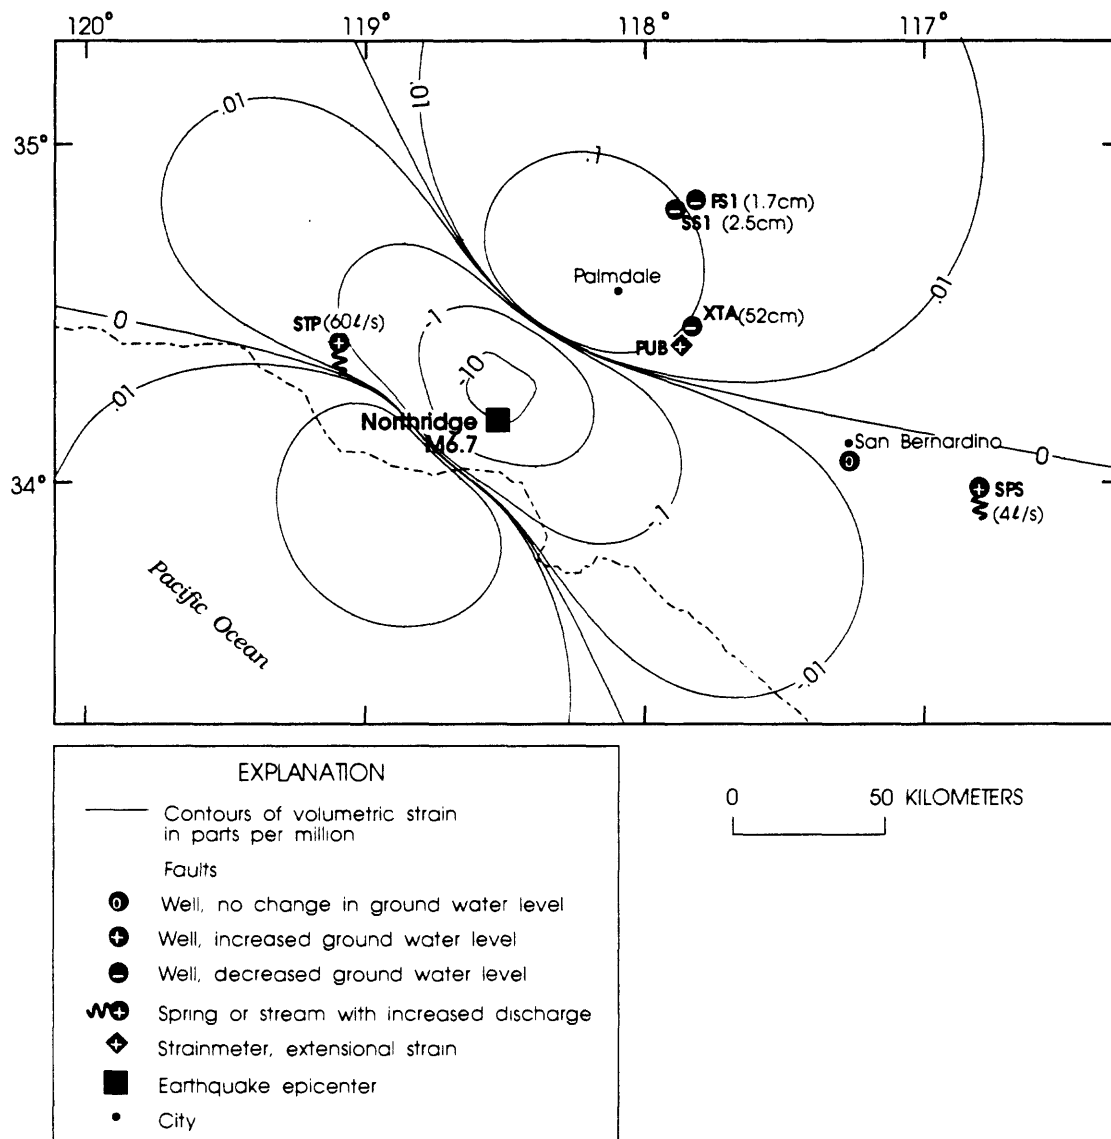 120° 119° 118° 117°
.01
.01
35°
.1
FS1 (1.7cm)
SS1 (2.5cm)
Palmdale
.01
XTA (52cm)
0
STP (60ℓ/s)
-.1
PUB
-10
.01
Northridge
M6.7
San Bernardino
0
0
34°
SPS
(4ℓ/s)
-.1
Pacific Ocean
-.01
EXPLANATION
Contours of volumetric strain
in parts per million
Faults
0 Well, no change in ground water level
+ Well, increased ground water level
− Well, decreased ground water level
+ Spring or stream with increased discharge
+ Strainmeter, extensional strain
Earthquake epicenter
City
0 50 KILOMETERS